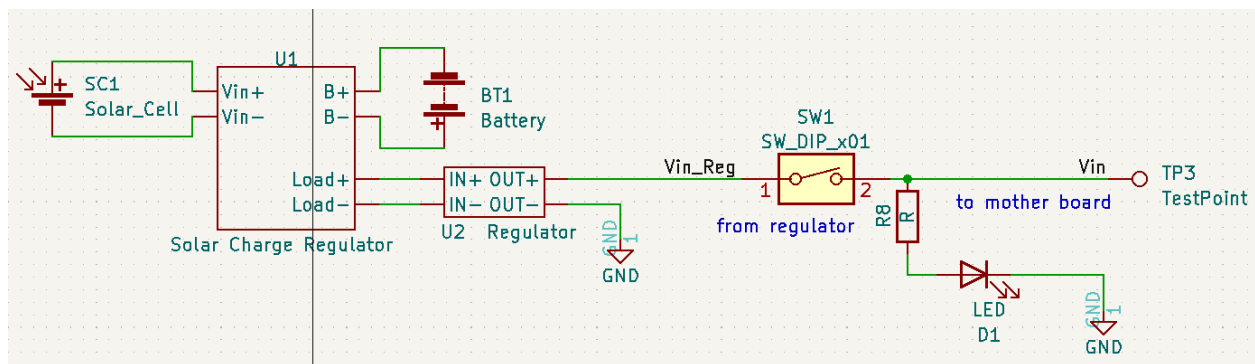 SC1
Solar_Cell
U1
Vin+
Vin-
B+
B-
Load+
Load-
Solar Charge Regulator
+
+
BT1
Battery
IN+ OUT+
IN- OUT-
U2 Regulator
GND
1
GND
Vin_Reg
SW1
SW_DIP_x01
1
2
from regulator
R8
R
Vin
to mother board
TP3
TestPoint
LED
D1
GND
1
GND